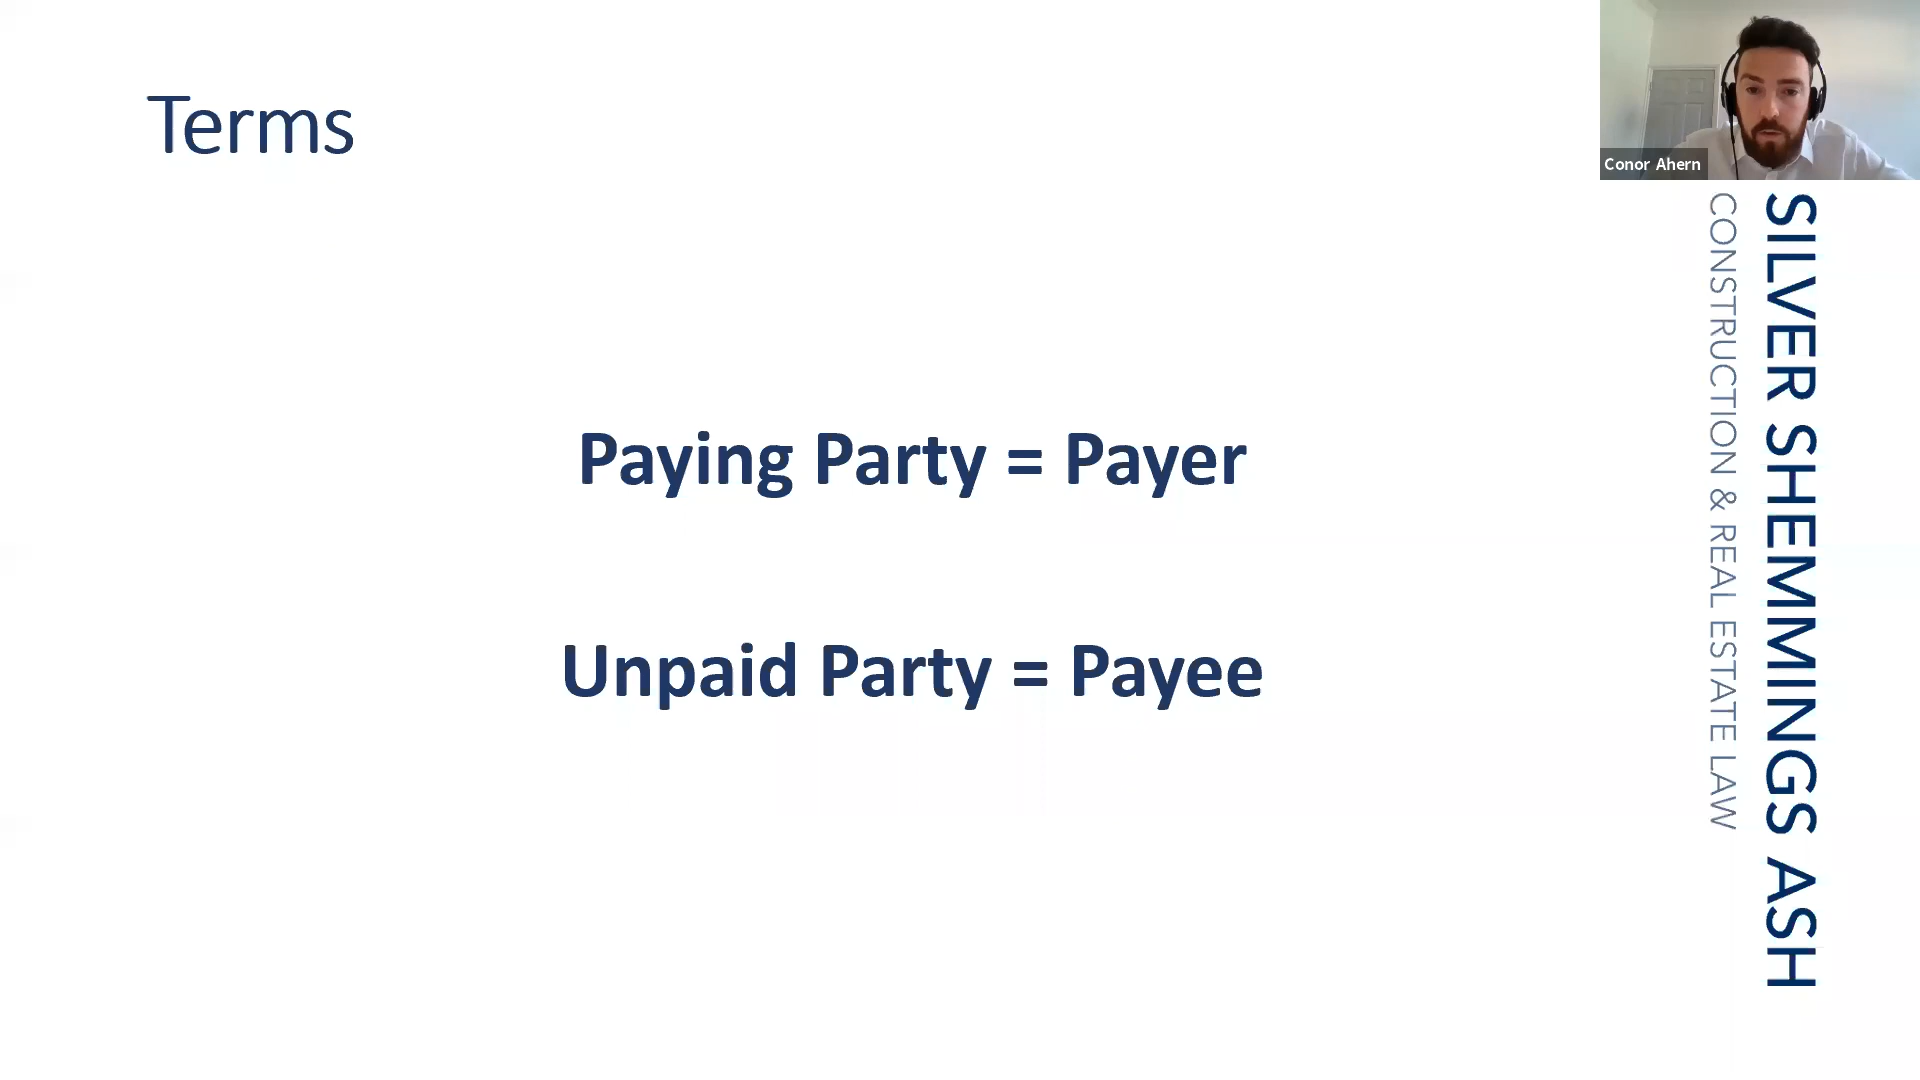 Terms
Conor Ahern
Paying Party = Payer
Unpaid Party = Payee
SILVER SHEMMINGS ASH
CONSTRUCTION & REAL ESTATE LAW